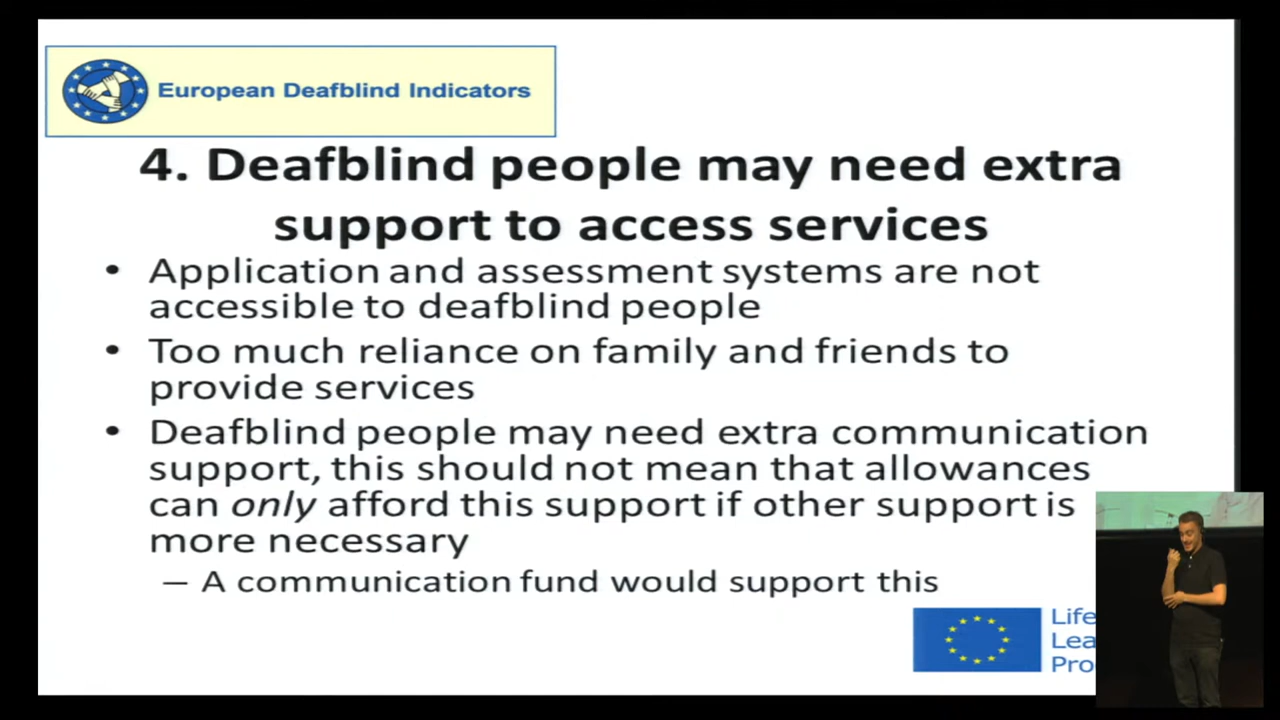 European Deafblind Indicators
4. Deafblind people may need extra
support to access services
• Application and assessment systems are not
accessible to deafblind people
• Too much reliance on family and friends to
provide services
• Deafblind people may need extra communication
support, this should not mean that allowances
can only afford this support if other support is
more necessary
– A communication fund would support this
Life
Lea
Pro